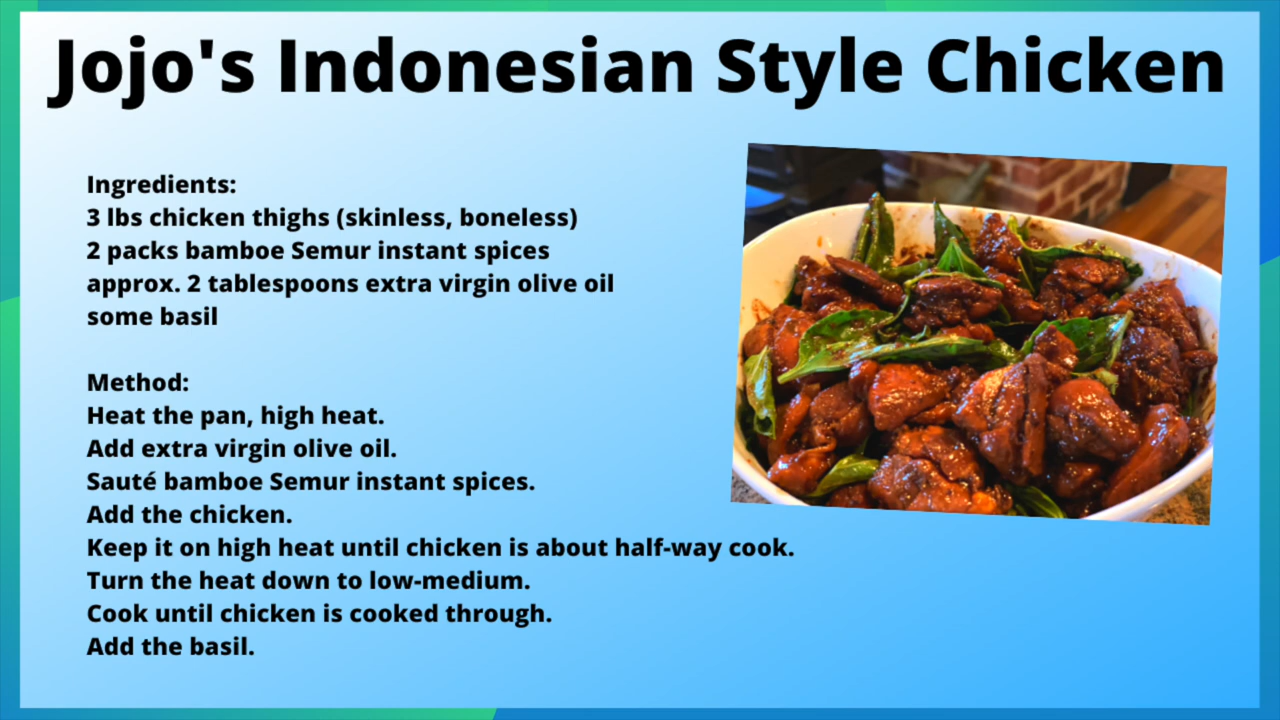 Jojo's Indonesian Style Chicken
Ingredients:
3 lbs chicken thighs (skinless, boneless)
2 packs bamboe Semur instant spices
approx. 2 tablespoons extra virgin olive oil
some basil
Method:
Heat the pan, high heat.
Add extra virgin olive oil.
Sauté bamboe Semur instant spices.
Add the chicken.
Keep it on high heat until chicken is about half-way cook.
Turn the heat down to low-medium.
Cook until chicken is cooked through.
Add the basil.